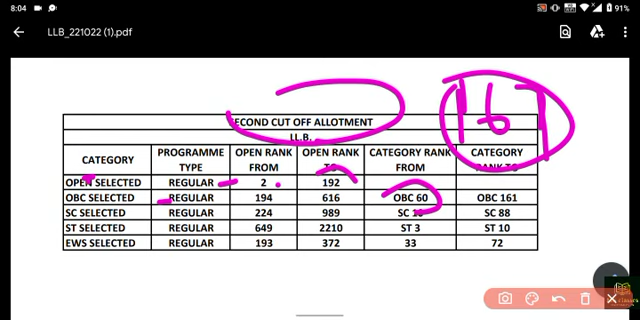 8:04 91%
LLB_221022 (1).pdf
SECOND CUT OFF ALLOTMENT
LL.B.
CATEGORY PROGRAMME TYPE OPEN RANK FROM OPEN RANK TO CATEGORY RANK FROM CATEGORY RANK TO
OPEN SELECTED REGULAR 2 192
OBC SELECTED REGULAR 194 616 OBC 60 OBC 161
SC SELECTED REGULAR 224 989 SC SC 88
ST SELECTED REGULAR 649 2210 ST 3 ST 10
EWS SELECTED REGULAR 193 372 33 72